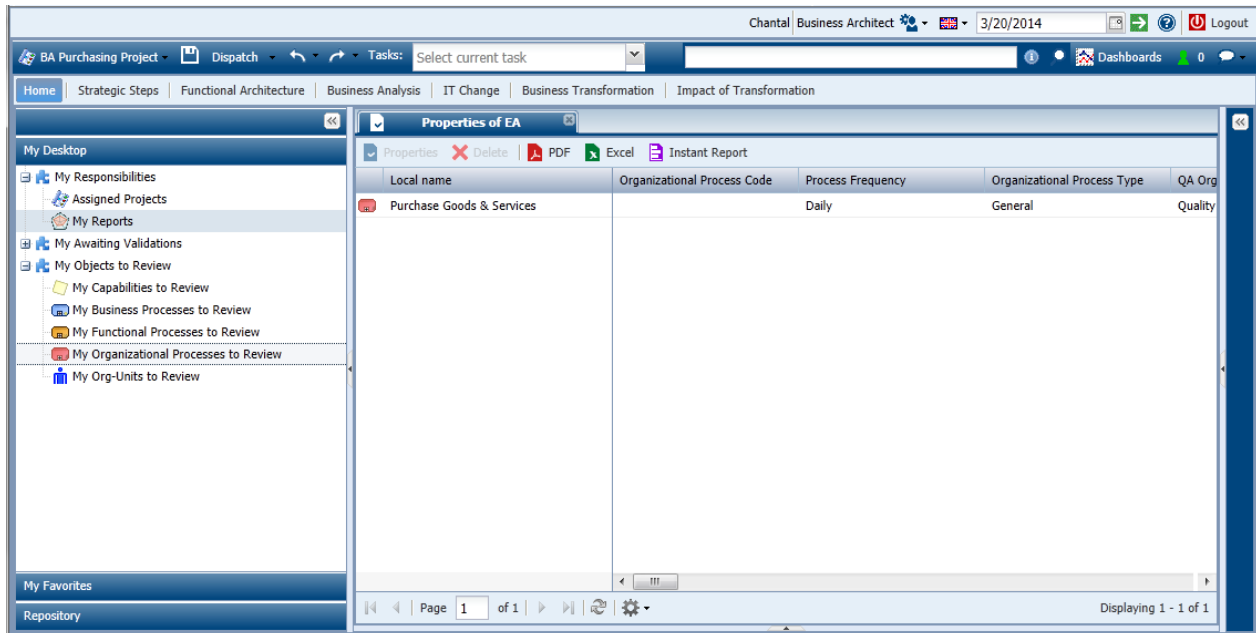 Chantal Business Architect 3/20/2014 Logout
BA Purchasing Project Dispatch Tasks: Select current task Dashboards 0
Home Strategic Steps Functional Architecture Business Analysis IT Change Business Transformation Impact of Transformation
Properties of EA
My Desktop
Properties Delete PDF Excel Instant Report
My Responsibilities
Assigned Projects
My Reports
My Awaiting Validations
My Objects to Review
My Capabilities to Review
My Business Processes to Review
My Functional Processes to Review
My Organizational Processes to Review
My Org-Units to Review
Local name Organizational Process Code Process Frequency Organizational Process Type QA Org
Purchase Goods & Services Daily General Quality
My Favorites
Repository
Page 1 of 1 Displaying 1 - 1 of 1